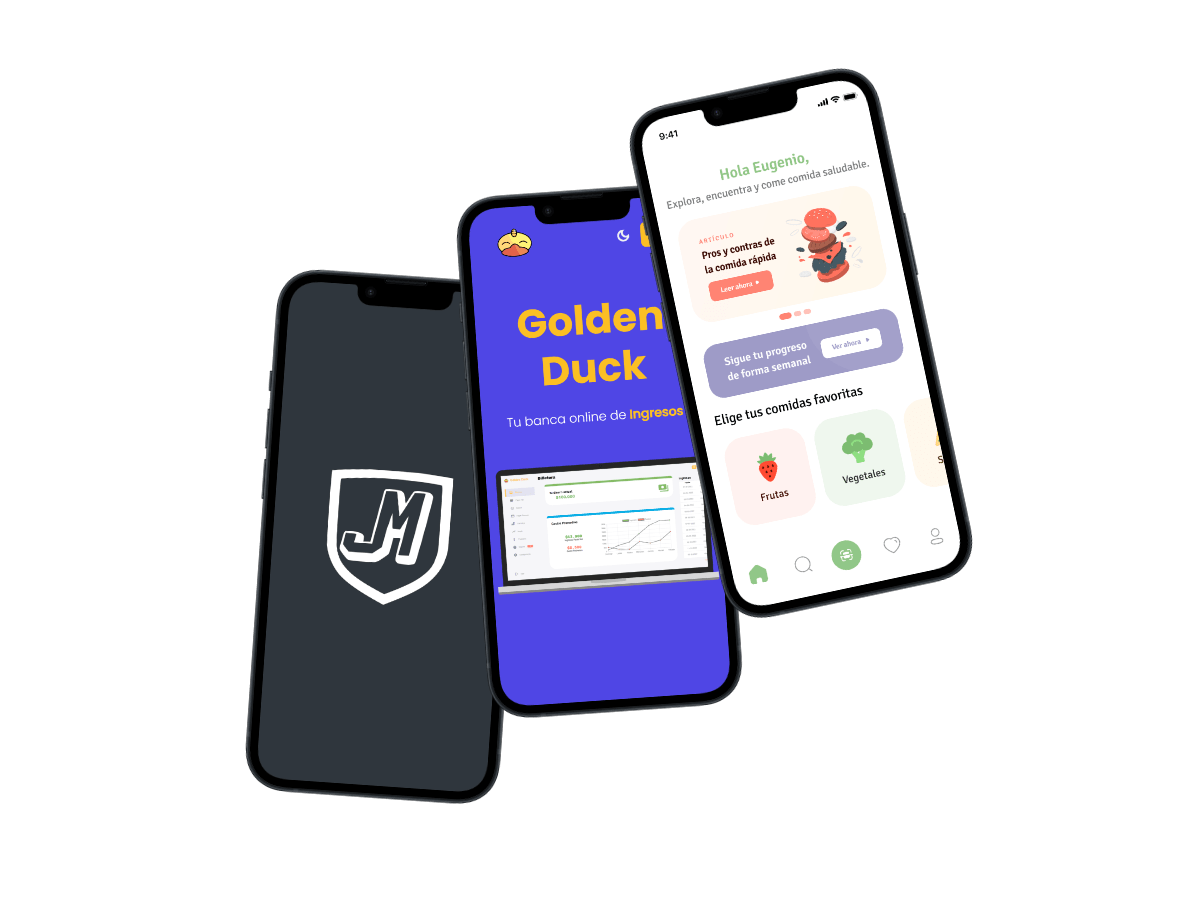 JM
Golden
Duck
Tu banca online de Ingresos
Billetera
9:41
Hola Eugenio,
Explora, encuentra y come comida saludable.
ARTÍCULO
Pros y contras de
la comida rápida
Leer ahora
Sigue tu progreso
de forma semanal
Ver ahora
Elige tus comidas favoritas
Frutas
Vegetales
S